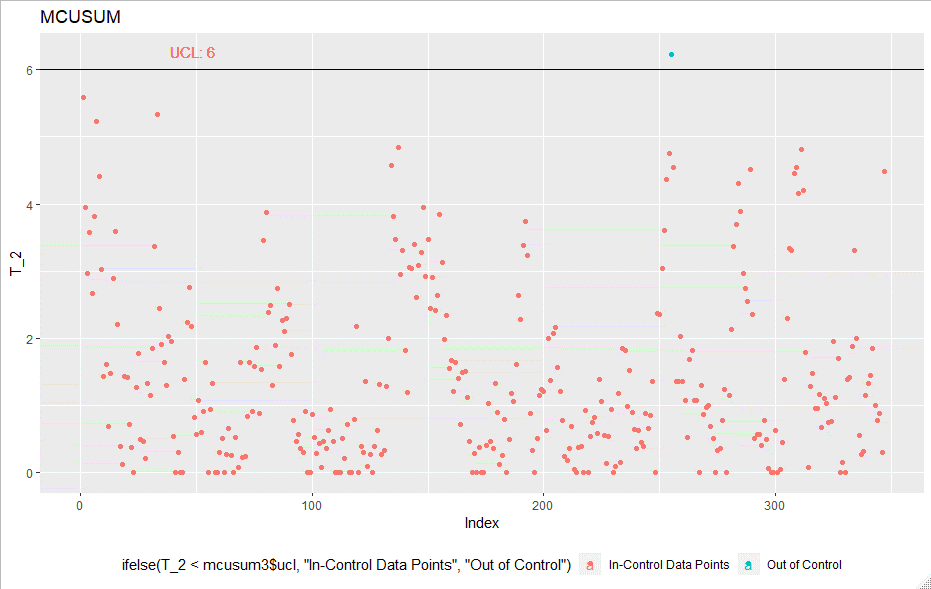 MCUSUM
UCL: 6
6
4
2
0
T_2
0 100 200 300
Index
ifelse(T_2 < mcusum3$ucl, "In-Control Data Points", "Out of Control") a In-Control Data Points a Out of Control